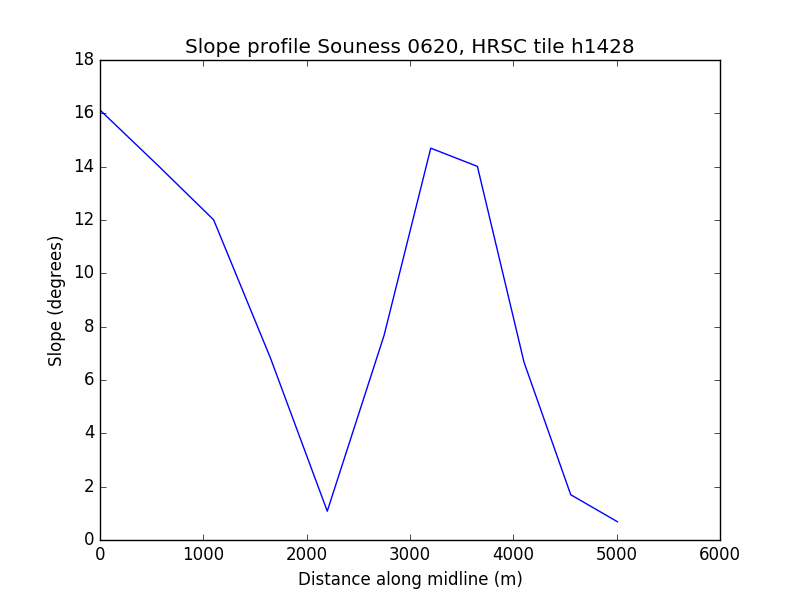 Slope profile Souness 0620, HRSC tile h1428
18
16
14
12
10
8
6
4
2
0
Slope (degrees)
0 1000 2000 3000 4000 5000 6000
Distance along midline (m)